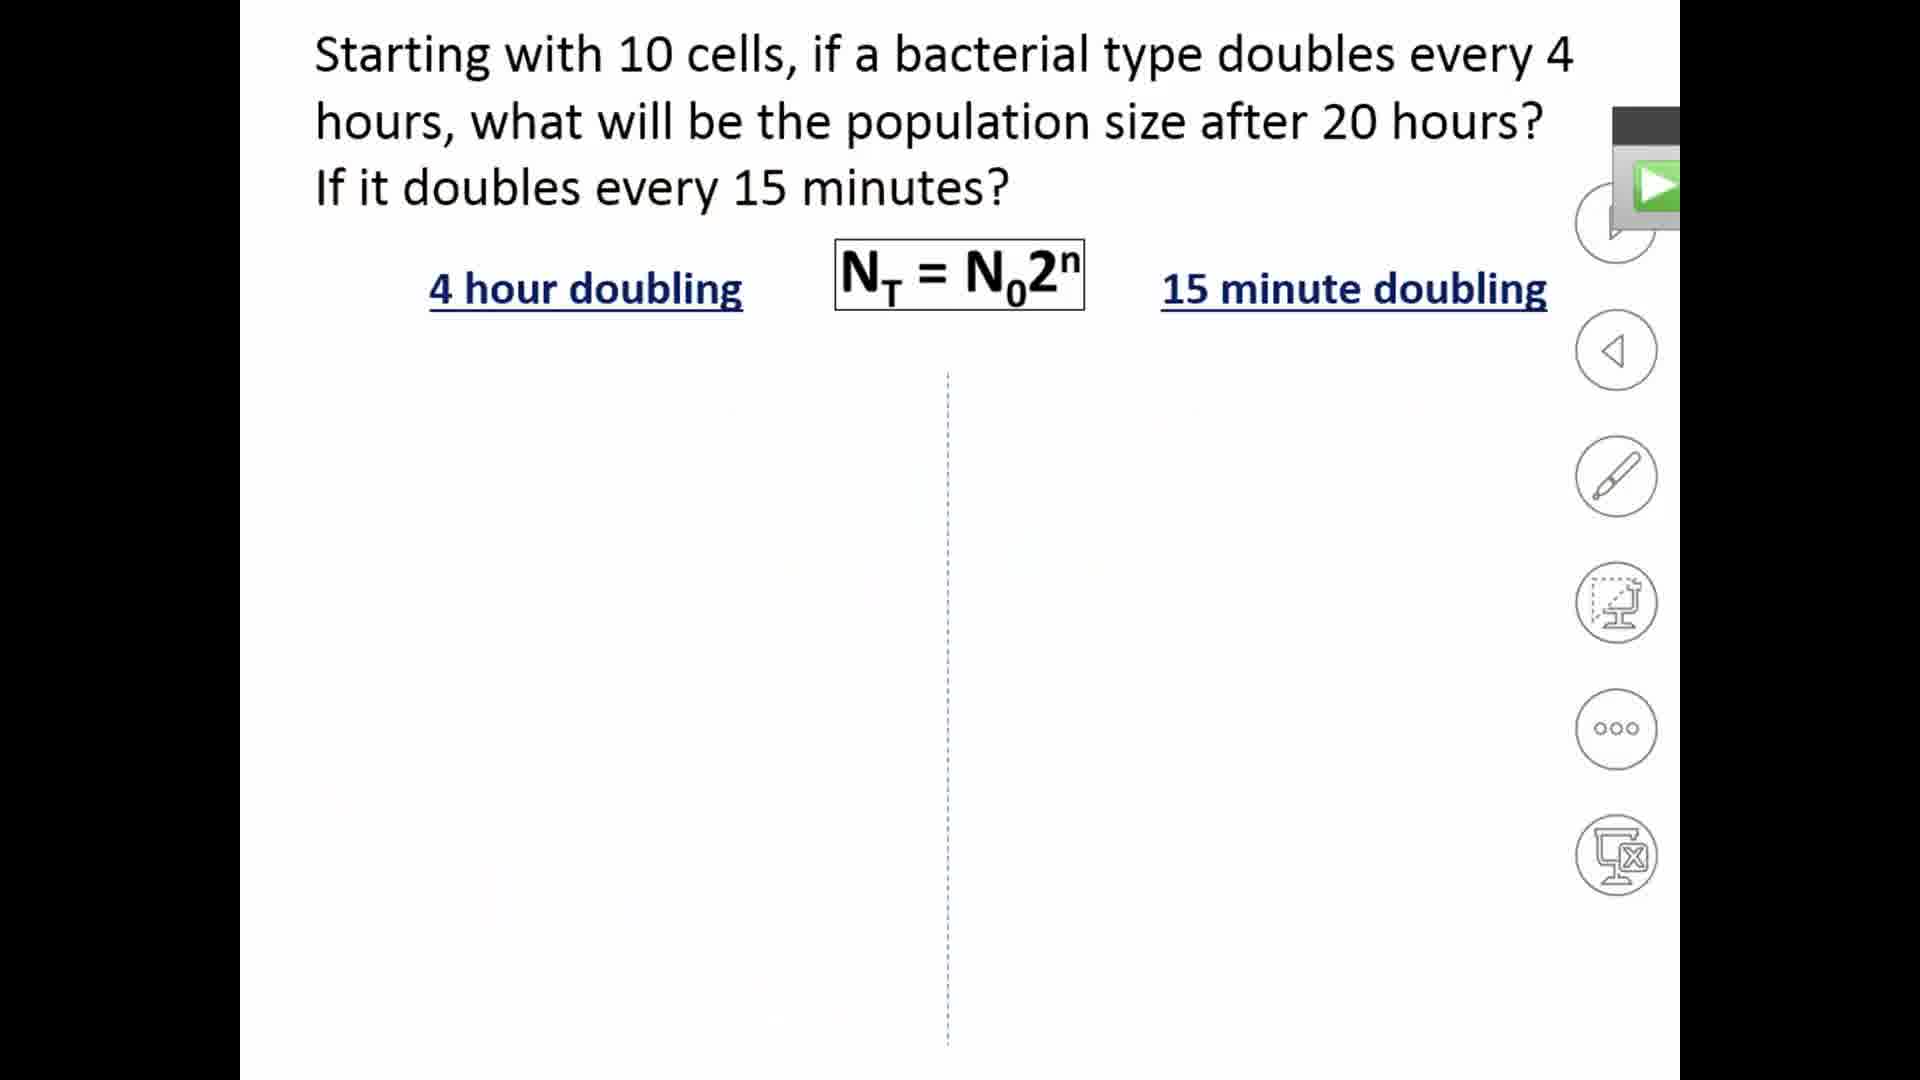 Starting with 10 cells, if a bacterial type doubles every 4
hours, what will be the population size after 20 hours?
If it doubles every 15 minutes?
4 hour doubling
N_T = N_0 2^n
15 minute doubling